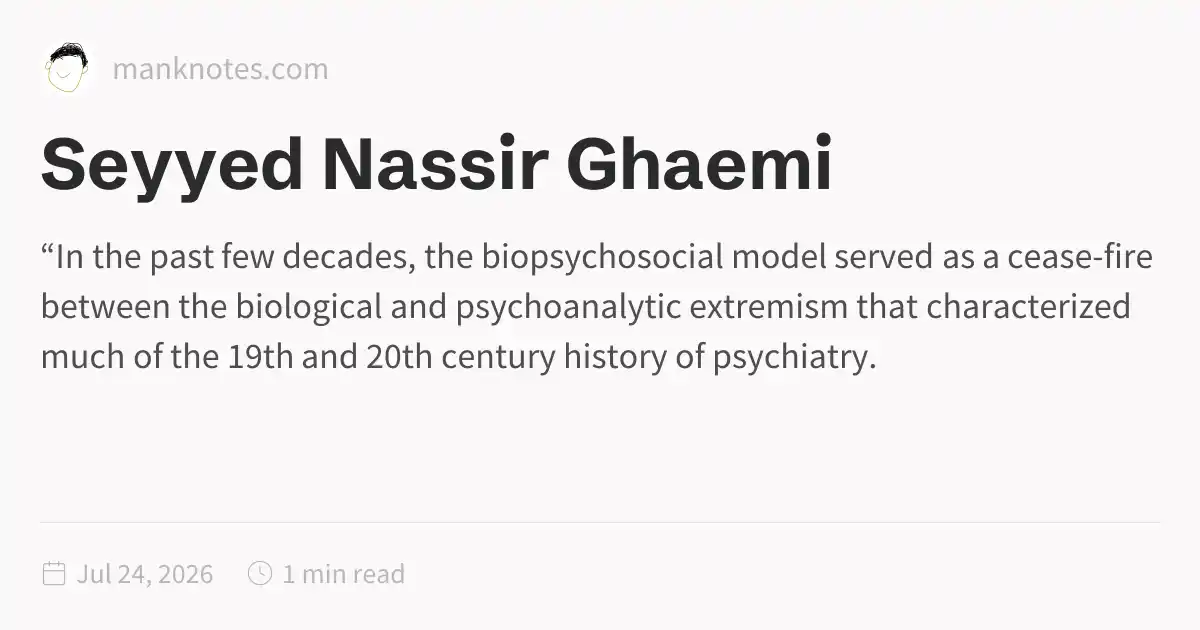 manknotes.com
Seyyed Nassir Ghaemi
“In the past few decades, the biopsychosocial model served as a cease-fire
between the biological and psychoanalytic extremism that characterized
much of the 19th and 20th century history of psychiatry.
Jul 24, 2026 1 min read